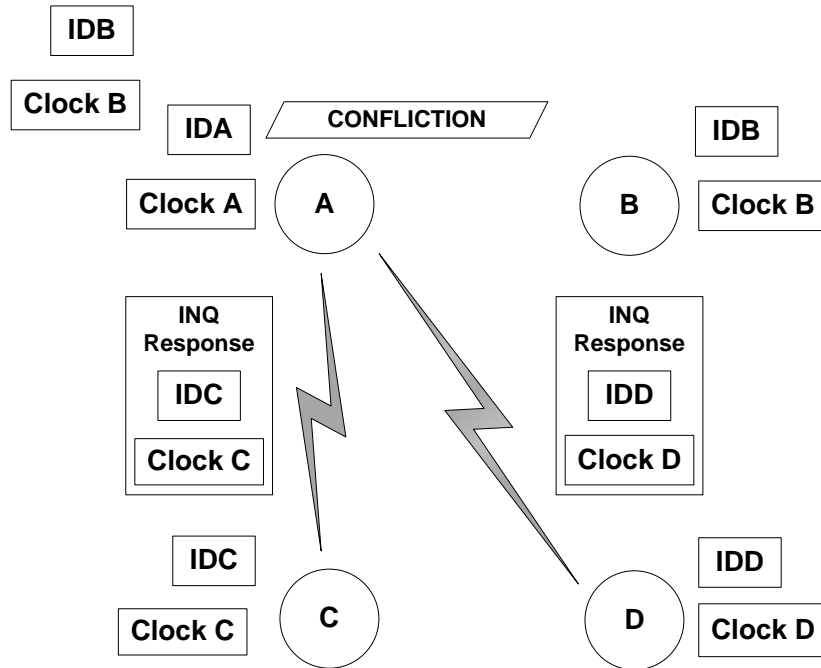 IDB
Clock B
IDA
CONFLICTION
IDB
Clock A
A
B
Clock B
INQ
Response
IDC
Clock C
INQ
Response
IDD
Clock D
IDC
Clock C
C
IDD
D
Clock D